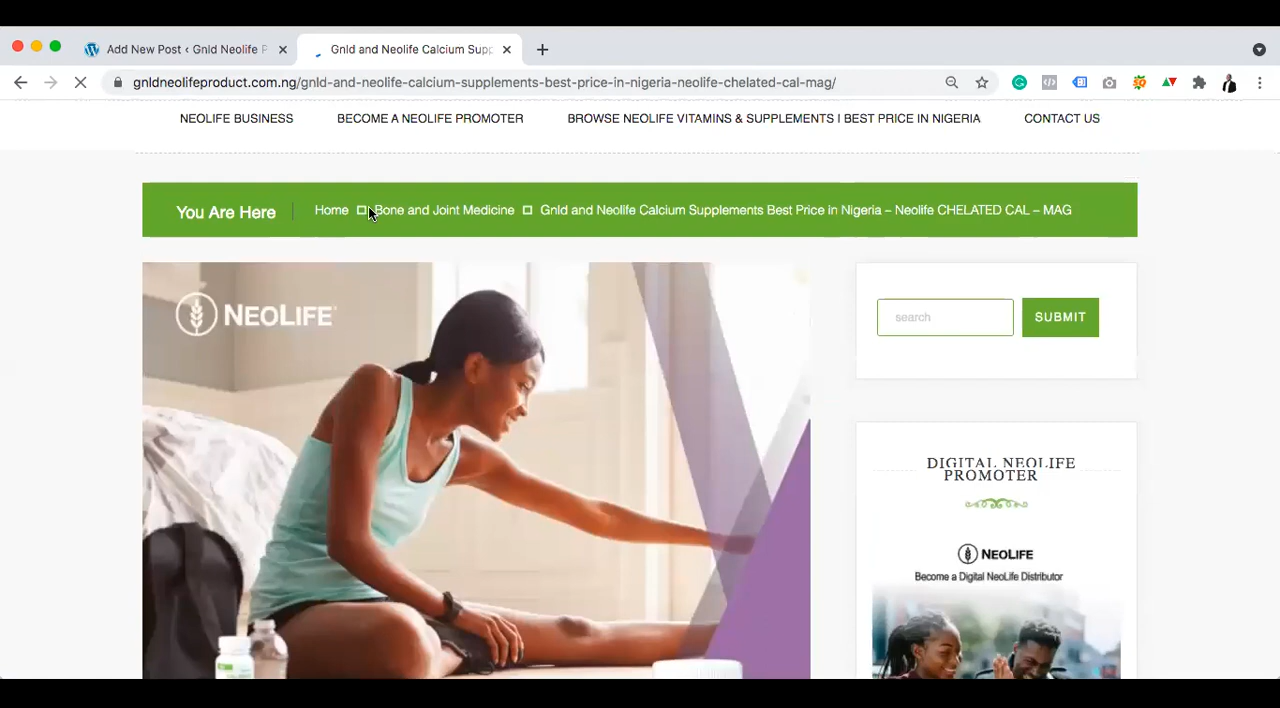 Add New Post ‹ Gnld Neolife P
Gnld and Neolife Calcium Supp
gnldneolifeproduct.com.ng/gnld-and-neolife-calcium-supplements-best-price-in-nigeria-neolife-chelated-cal-mag/
NEOLIFE BUSINESS
BECOME A NEOLIFE PROMOTER
BROWSE NEOLIFE VITAMINS & SUPPLEMENTS I BEST PRICE IN NIGERIA
CONTACT US
You Are Here
Home
Bone and Joint Medicine
Gnld and Neolife Calcium Supplements Best Price in Nigeria – Neolife CHELATED CAL – MAG
NEOLIFE
search
SUBMIT
DIGITAL NEOLIFE
PROMOTER
NEOLIFE
Become a Digital NeoLife Distributor